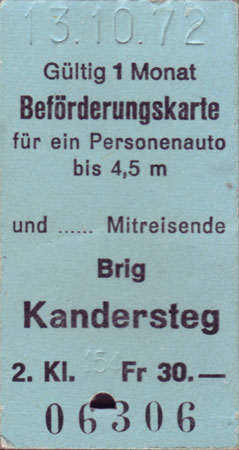 13.10.72
Gültig 1 Monat
Beförderungskarte
für ein Personenauto
bis 4,5 m
und ...... Mitreisende
Brig
Kandersteg
2. Kl. Fr 30.—
06306